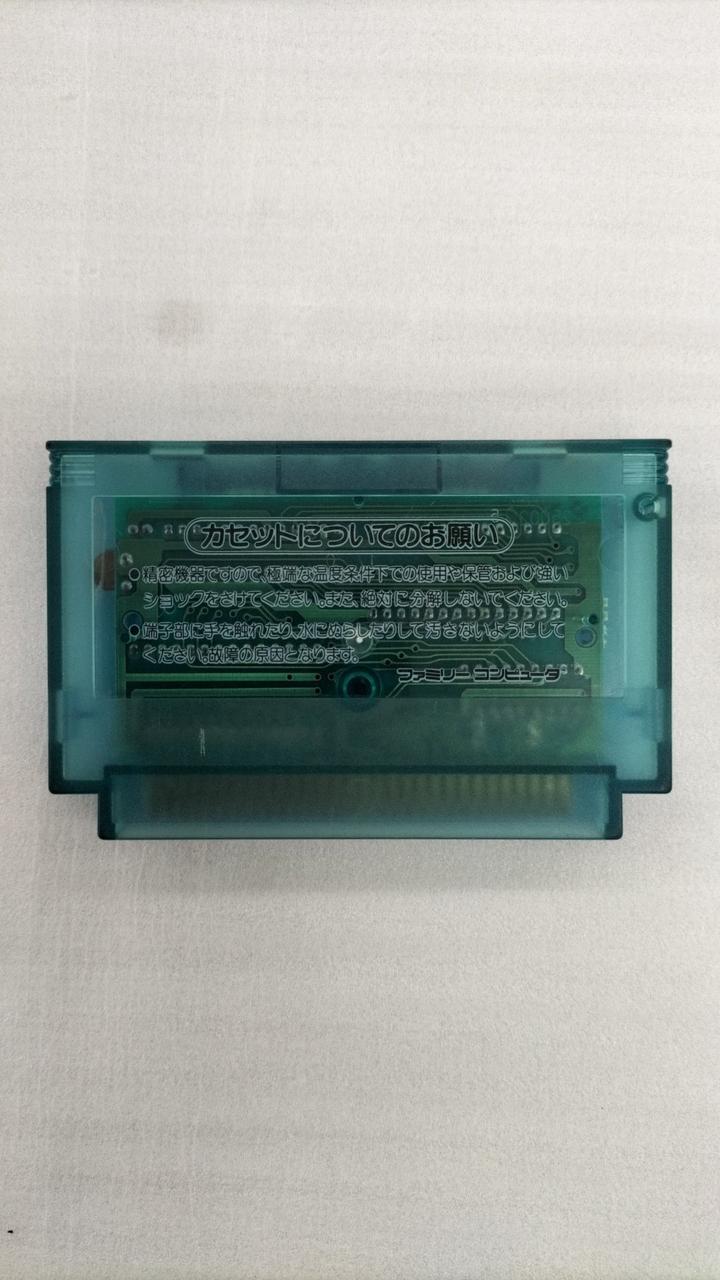 カセットについてのお願い
●精密機器ですので、極端な温度条件下での使用や保管および強い
ショックをさけてください。また、絶対に分解しないでください。
●端子部に手を触れたり、水にぬらしたりして汚さないようにして
ください。故障の原因となります。
ファミリーコンピュータ